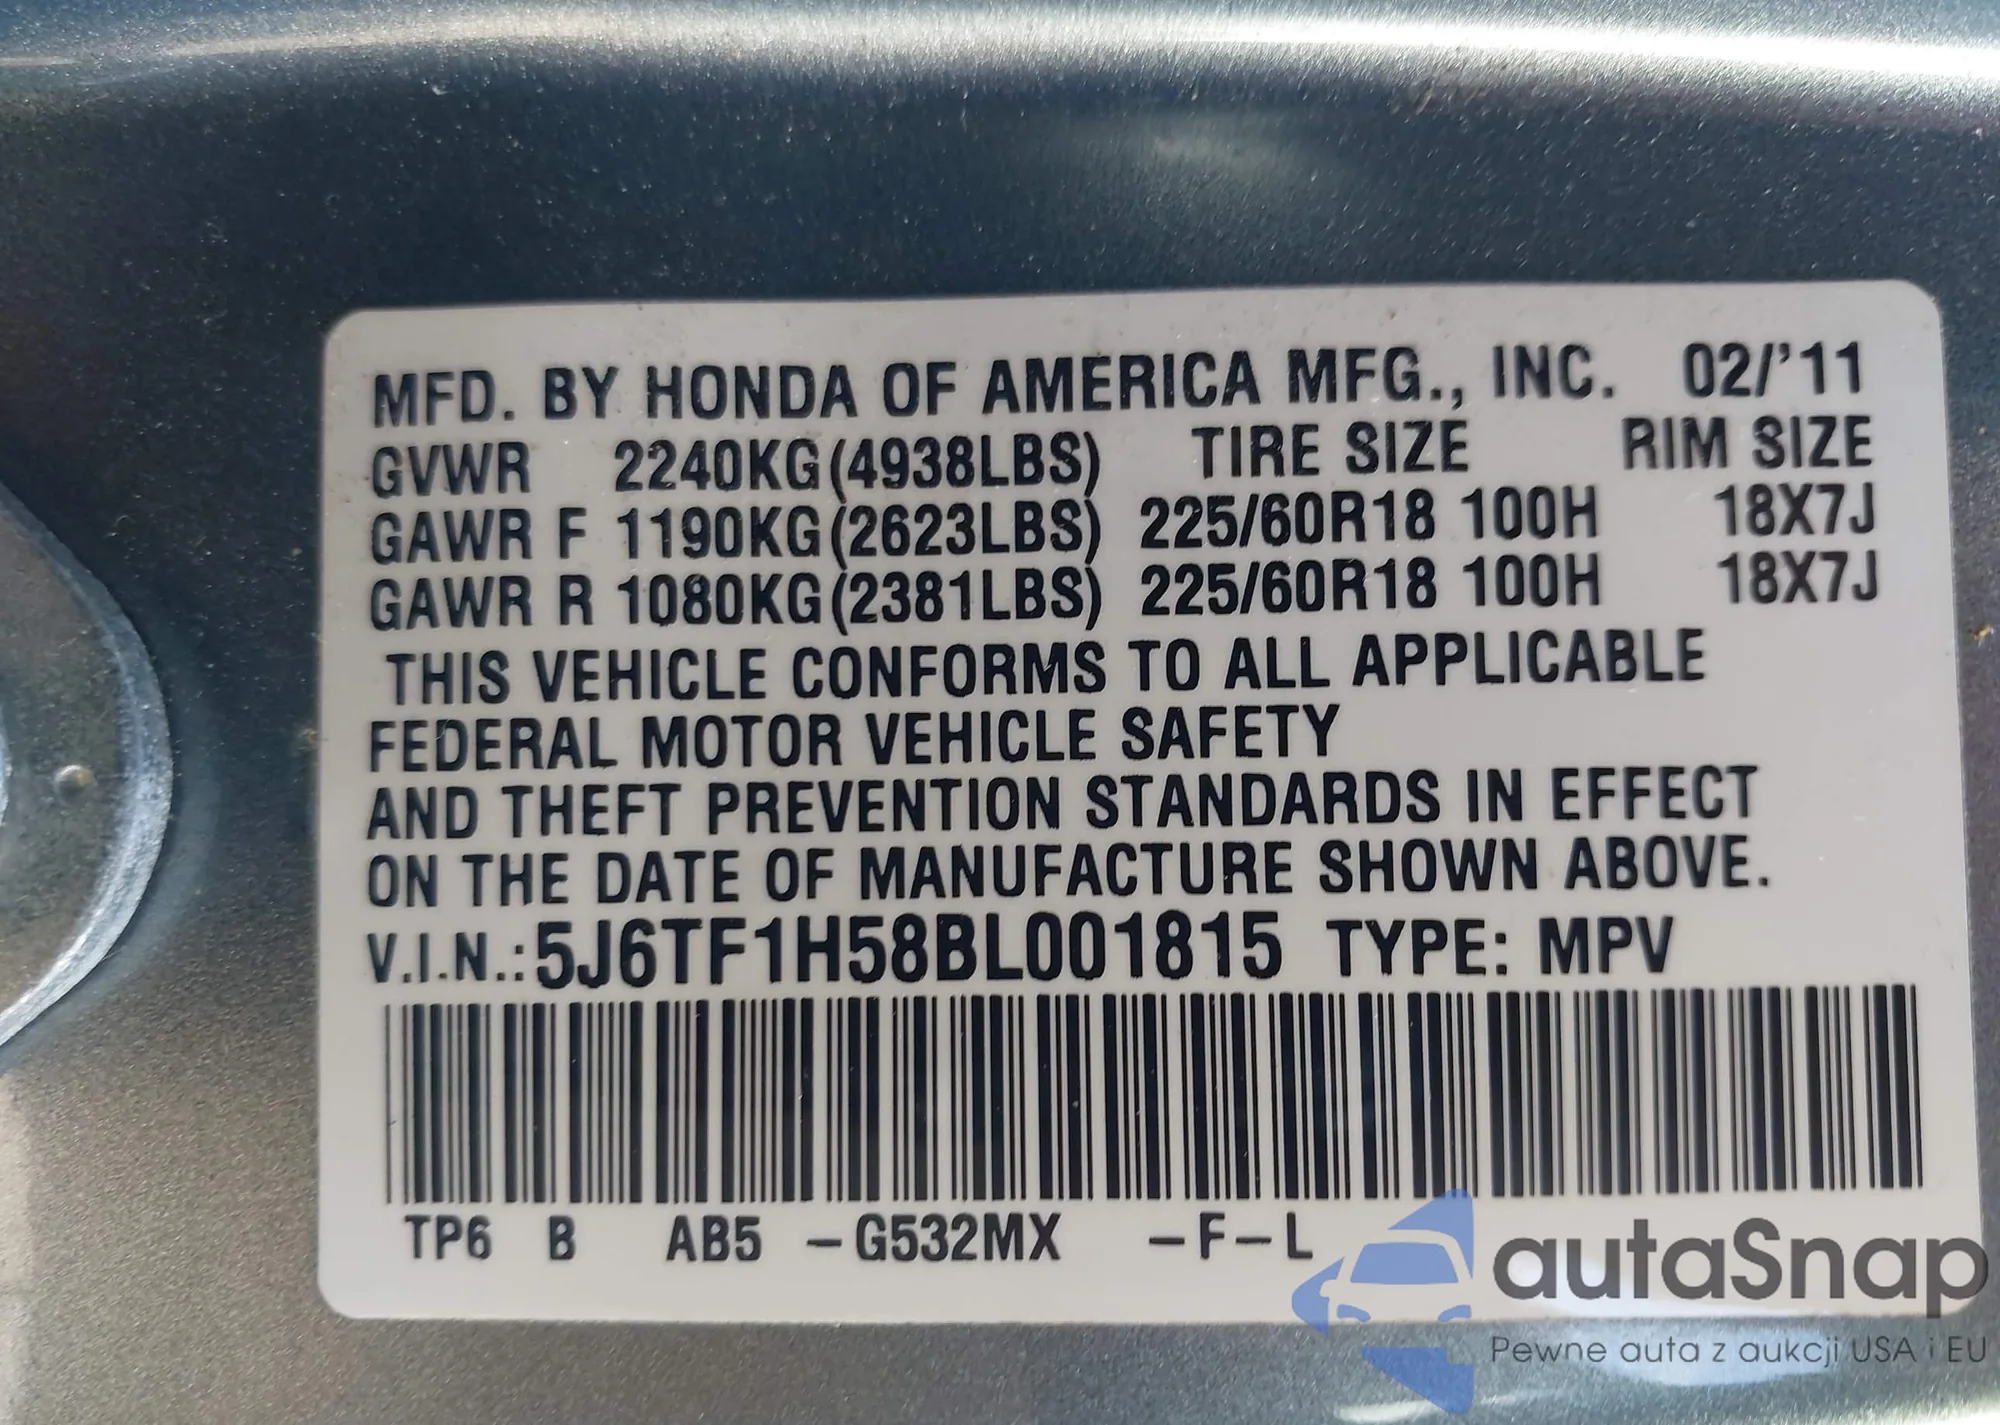 MFD. BY HONDA OF AMERICA MFG., INC. 02/'11
GVWR 2240KG(4938LBS) TIRE SIZE RIM SIZE
GAWR F 1190KG(2623LBS) 225/60R18 100H 18X7J
GAWR R 1080KG(2381LBS) 225/60R18 100H 18X7J
THIS VEHICLE CONFORMS TO ALL APPLICABLE
FEDERAL MOTOR VEHICLE SAFETY
AND THEFT PREVENTION STANDARDS IN EFFECT
ON THE DATE OF MANUFACTURE SHOWN ABOVE.
V.I.N.:5J6TF1H58BL001815 TYPE: MPV
TP6 B AB5 -G532MX -F-L
autaSnap
Pewne auta z aukcji USA i EU